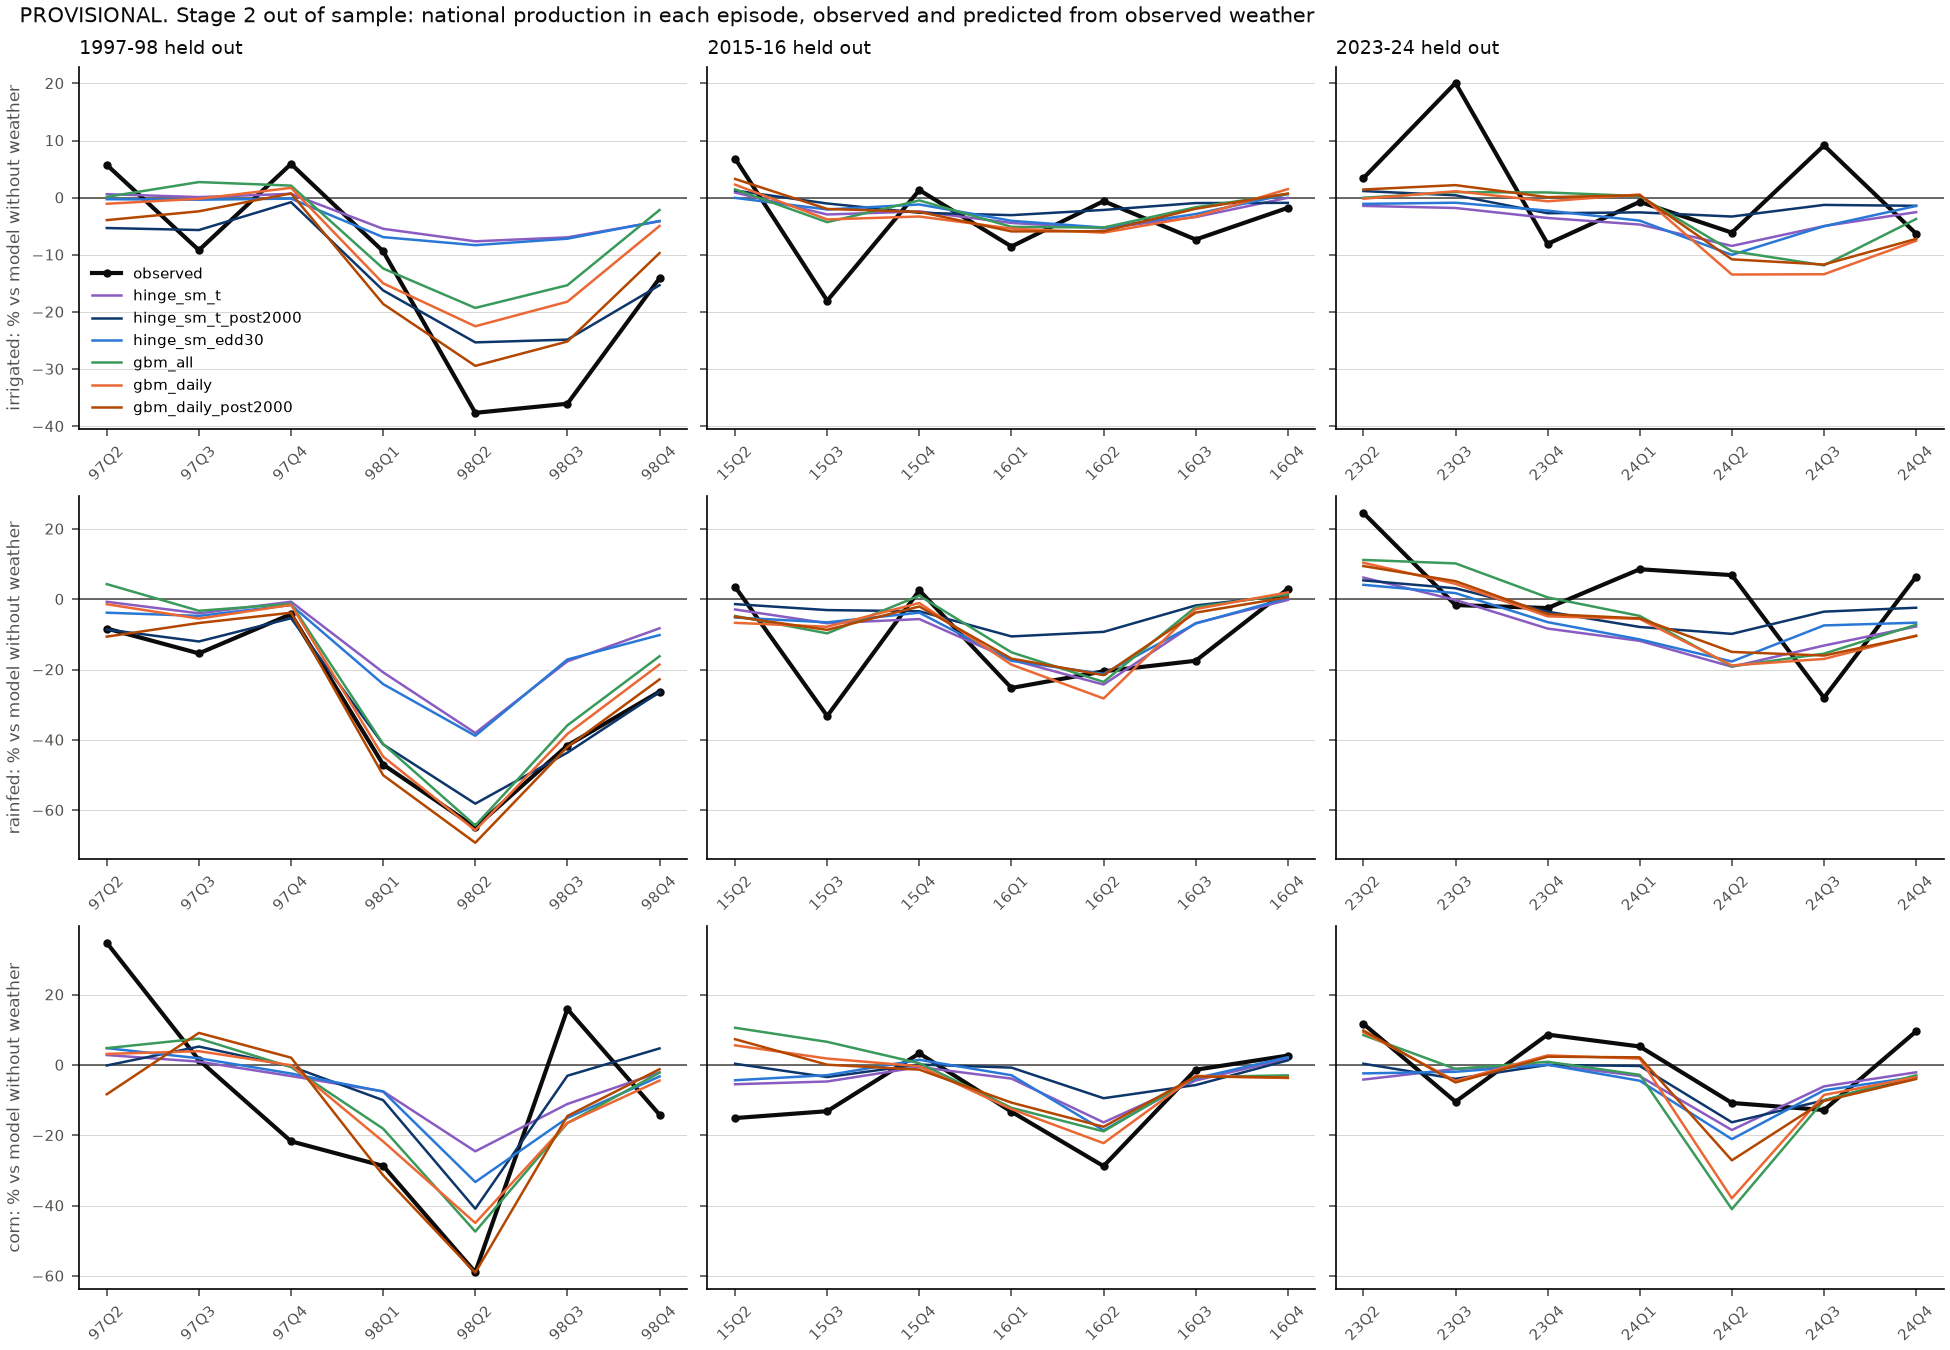 PROVISIONAL. Stage 2 out of sample: national production in each episode, observed and predicted from observed weather
1997-98 held out
2015-16 held out
2023-24 held out
irrigated: % vs model without weather
20
10
0
−10
−20
−30
−40
observed
hinge_sm_t
hinge_sm_t_post2000
hinge_sm_edd30
gbm_all
gbm_daily
gbm_daily_post2000
97Q2 97Q3 97Q4 98Q1 98Q2 98Q3 98Q4
15Q2 15Q3 15Q4 16Q1 16Q2 16Q3 16Q4
23Q2 23Q3 23Q4 24Q1 24Q2 24Q3 24Q4
rainfed: % vs model without weather
20
0
−20
−40
−60
97Q2 97Q3 97Q4 98Q1 98Q2 98Q3 98Q4
15Q2 15Q3 15Q4 16Q1 16Q2 16Q3 16Q4
23Q2 23Q3 23Q4 24Q1 24Q2 24Q3 24Q4
corn: % vs model without weather
20
0
−20
−40
−60
97Q2 97Q3 97Q4 98Q1 98Q2 98Q3 98Q4
15Q2 15Q3 15Q4 16Q1 16Q2 16Q3 16Q4
23Q2 23Q3 23Q4 24Q1 24Q2 24Q3 24Q4